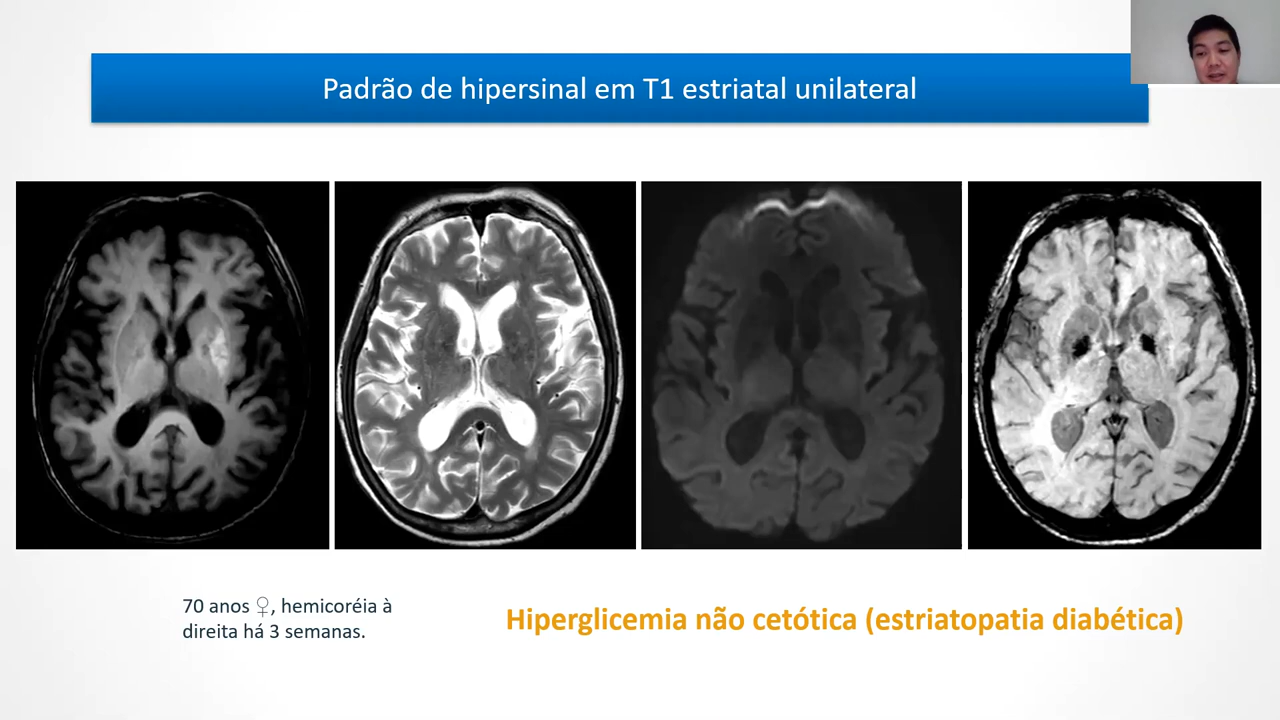 Padrão de hipersinal em T1 estriatal unilateral
70 anos ♀, hemicoréia à
direita há 3 semanas.
Hiperglicemia não cetótica (estriatopatia diabética)